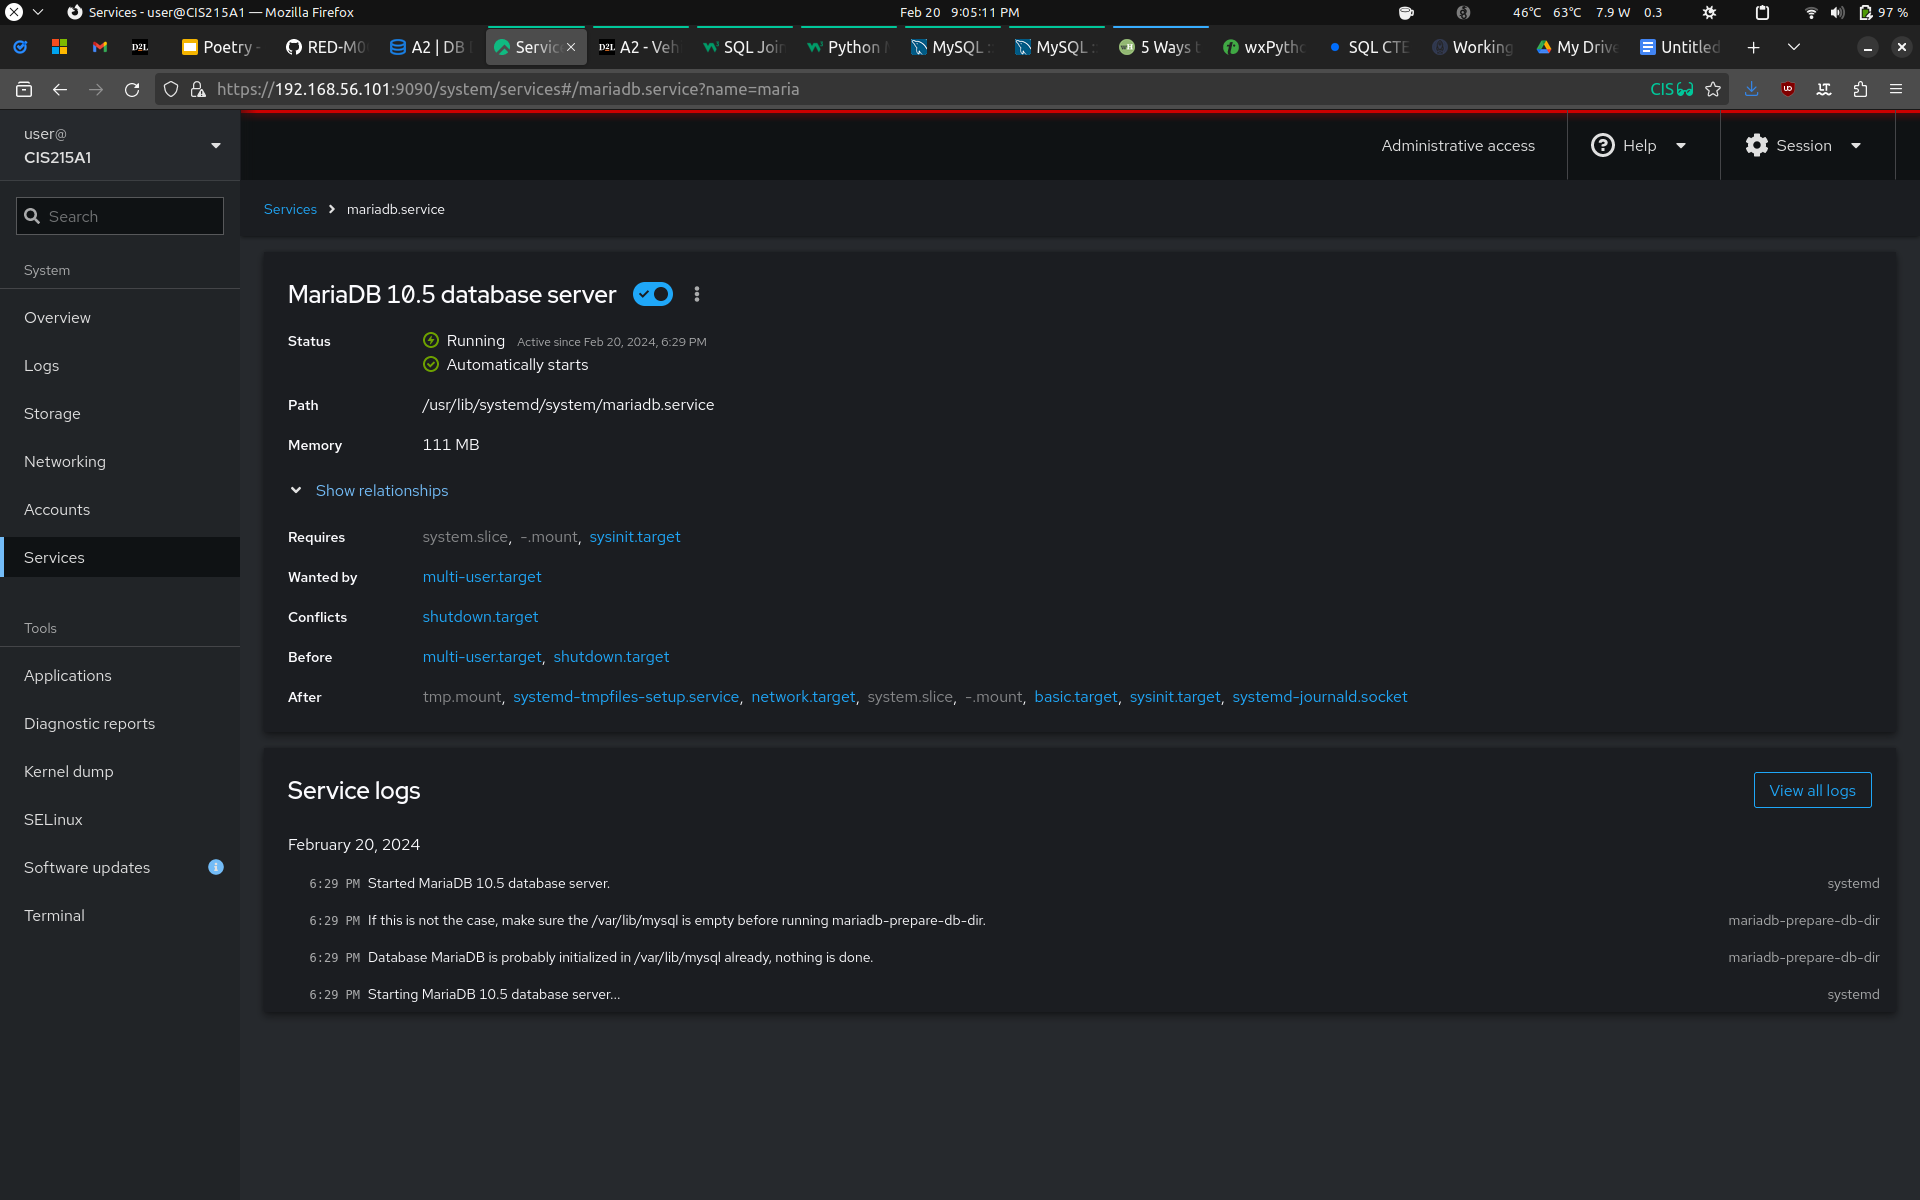 Services - user@CIS215A1 — Mozilla Firefox
Feb 20 9:05:11 PM
46°C 63°C 7.9 W 0.3
97 %
D2L
Poetry -
RED-M0
A2 | DB
Servic
D2L A2 - Veh
SQL Join
Python
MySQL ::
MySQL ::
5 Ways t
wxPytho
SQL CTE
Working
My Drive
Untitled
https://192.168.56.101:9090/system/services#/mariadb.service?name=maria
CIS
user@
CIS215A1
Administrative access
Help
Session
Search
Services
mariadb.service
System
Overview
Logs
Storage
Networking
Accounts
Services
Tools
Applications
Diagnostic reports
Kernel dump
SELinux
Software updates
Terminal
MariaDB 10.5 database server
Status
Running Active since Feb 20, 2024, 6:29 PM
Automatically starts
Path /usr/lib/systemd/system/mariadb.service
Memory 111 MB
Show relationships
Requires system.slice, -.mount, sysinit.target
Wanted by multi-user.target
Conflicts shutdown.target
Before multi-user.target, shutdown.target
After tmp.mount, systemd-tmpfiles-setup.service, network.target, system.slice, -.mount, basic.target, sysinit.target, systemd-journald.socket
Service logs
View all logs
February 20, 2024
6:29 PM Started MariaDB 10.5 database server. systemd
6:29 PM If this is not the case, make sure the /var/lib/mysql is empty before running mariadb-prepare-db-dir. mariadb-prepare-db-dir
6:29 PM Database MariaDB is probably initialized in /var/lib/mysql already, nothing is done. mariadb-prepare-db-dir
6:29 PM Starting MariaDB 10.5 database server... systemd